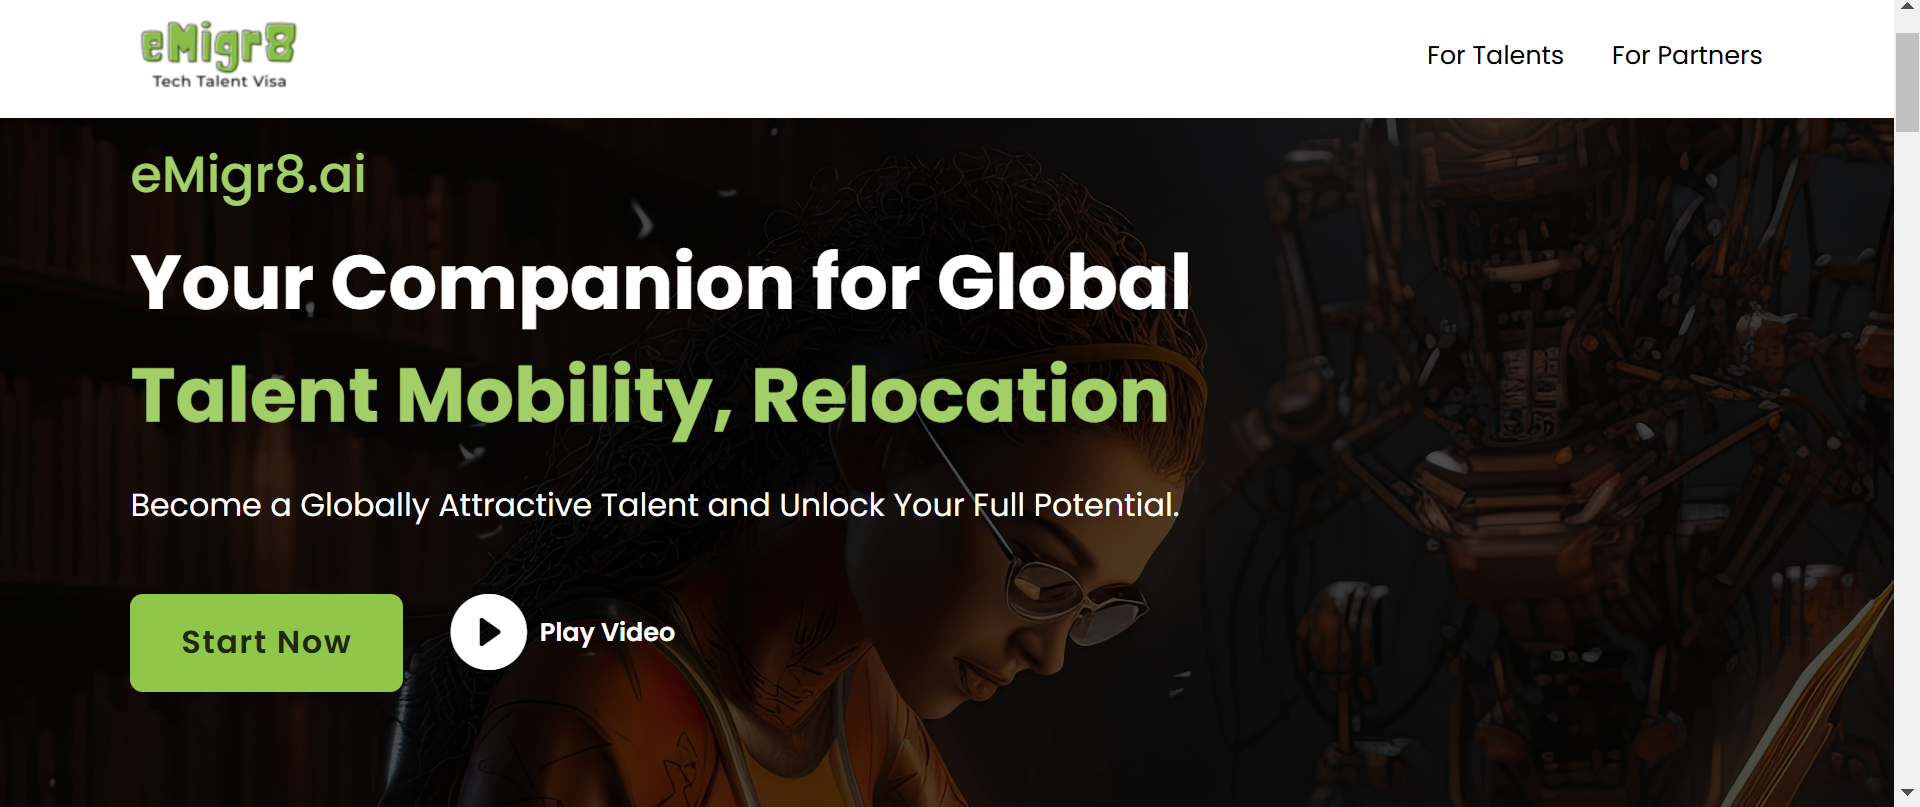 eMigr8
Tech Talent Visa
For Talents
For Partners
eMigr8.ai
Your Companion for Global
Talent Mobility, Relocation
Become a Globally Attractive Talent and Unlock Your Full Potential.
Start Now
Play Video